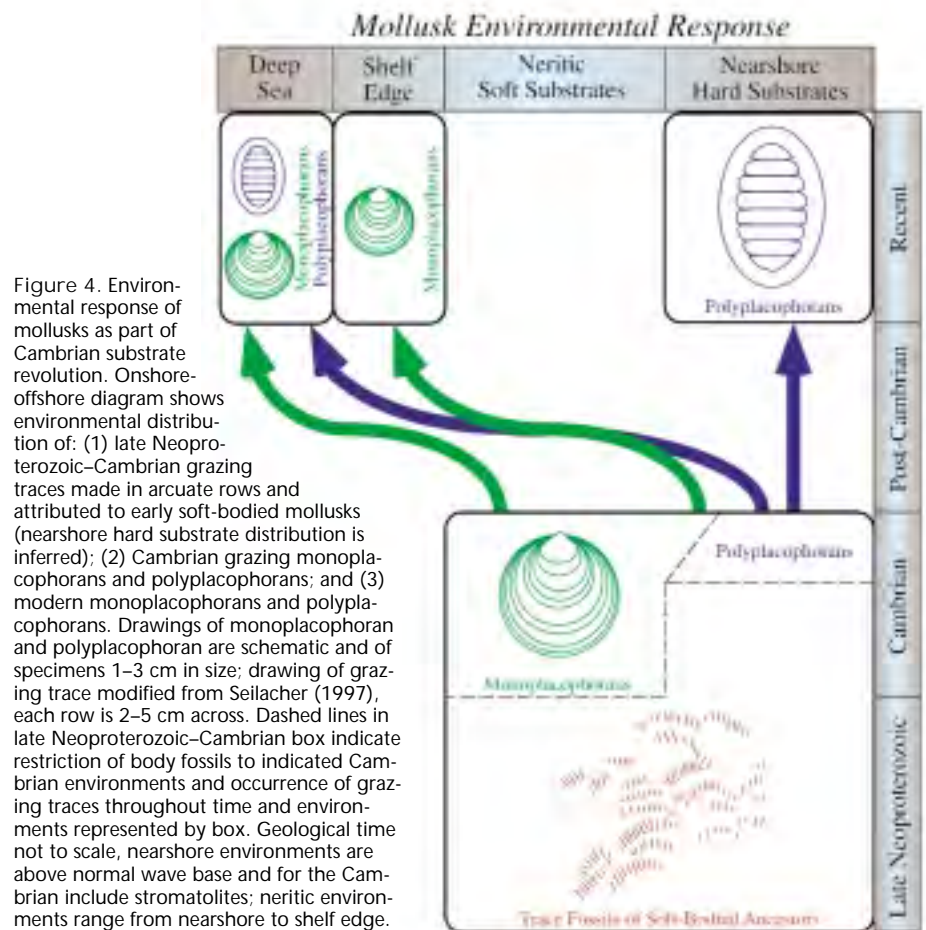 Mollusk Environmental Response
Deep
Sea
Shelf
Edge
Neritic
Soft Substrates
Nearshore
Hard Substrates
Monoplacophorans
Polyplacophorans
Monoplacophorans
Polyplacophorans
Recent
Post-Cambrian
Polyplacophorans
Monoplacophorans
Cambrian
Trace Fossils of Soft-Bodied Ancestors
Late Neoproterozoic
Figure 4. Environ-
mental response of
mollusks as part of
Cambrian substrate
revolution. Onshore-
offshore diagram shows
environmental distribu-
tion of: (1) late Neopro-
terozoic–Cambrian grazing
traces made in arcuate rows and
attributed to early soft-bodied mollusks
(nearshore hard substrate distribution is
inferred); (2) Cambrian grazing monopla-
cophorans and polyplacophorans; and (3)
modern monoplacophorans and polypla-
cophorans. Drawings of monoplacophoran
and polyplacophoran are schematic and of
specimens 1–3 cm in size; drawing of graz-
ing trace modified from Seilacher (1997),
each row is 2–5 cm across. Dashed lines in
late Neoproterozoic–Cambrian box indicate
restriction of body fossils to indicated Cam-
brian environments and occurrence of graz-
ing traces throughout time and environ-
ments represented by box. Geological time
not to scale, nearshore environments are
above normal wave base and for the Cam-
brian include stromatolites; neritic environ-
ments range from nearshore to shelf edge.